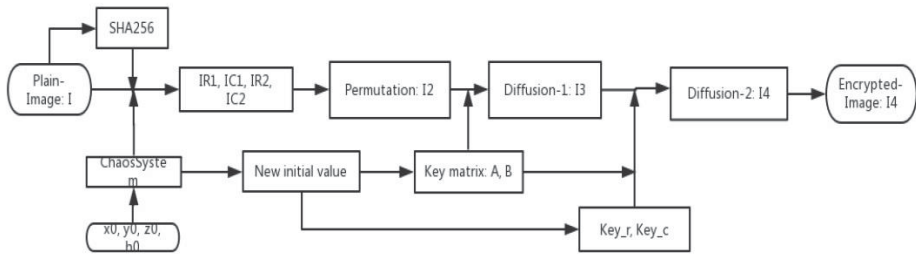 SHA256
Plain-
Image: I
IR1, IC1, IR2,
IC2
Permutation: I2
Diffusion-1: I3
Diffusion-2: I4
Encrypted-
Image: I4
ChaosSyste
m
New initial value
Key matrix: A, B
x0, y0, z0,
h0
Key_r, Key_c